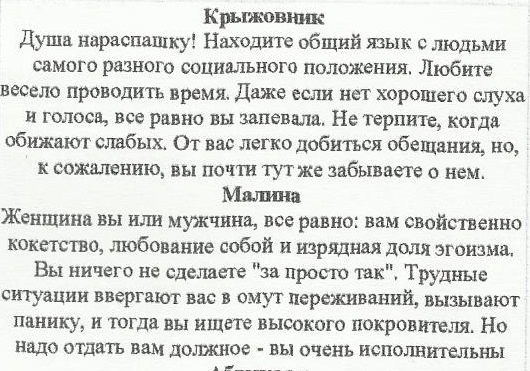 Крыжовник
Душа нараспашку! Находите общий язык с людьми
самого разного социального положения. Любите
весело проводить время. Даже если нет хорошего слуха
и голоса, все равно вы запевала. Не терпите, когда
обижают слабых. От вас легко добиться обещания, но,
к сожалению, вы почти тут же забываете о нем.
Малина
Женщина вы или мужчина, все равно: вам свойственно
кокетство, любование собой и изрядная доля эгоизма.
Вы ничего не сделаете "за просто так". Трудные
ситуации ввергают вас в омут переживаний, вызывают
панику, и тогда вы ищете высокого покровителя. Но
надо отдать вам должное - вы очень исполнительны